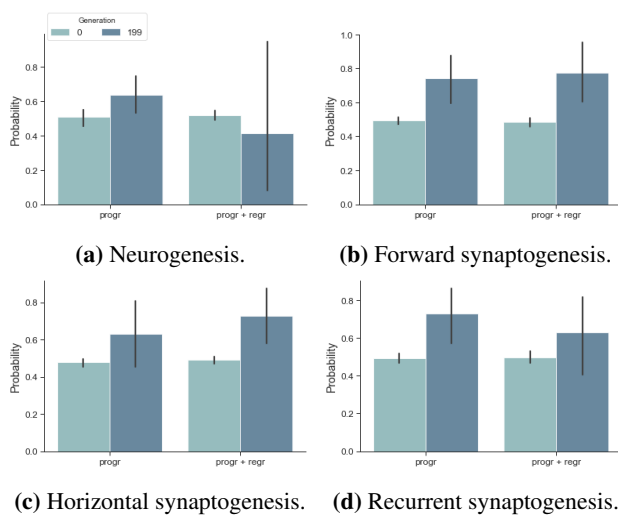 Generation
0 199
Probability
0.8
0.6
0.4
0.2
0.0
progr progr + regr
(a) Neurogenesis.
Probability
1.0
0.8
0.6
0.4
0.2
0.0
progr progr + regr
(b) Forward synaptogenesis.
Probability
0.8
0.6
0.4
0.2
0.0
progr progr + regr
(c) Horizontal synaptogenesis.
Probability
0.8
0.6
0.4
0.2
0.0
progr progr + regr
(d) Recurrent synaptogenesis.